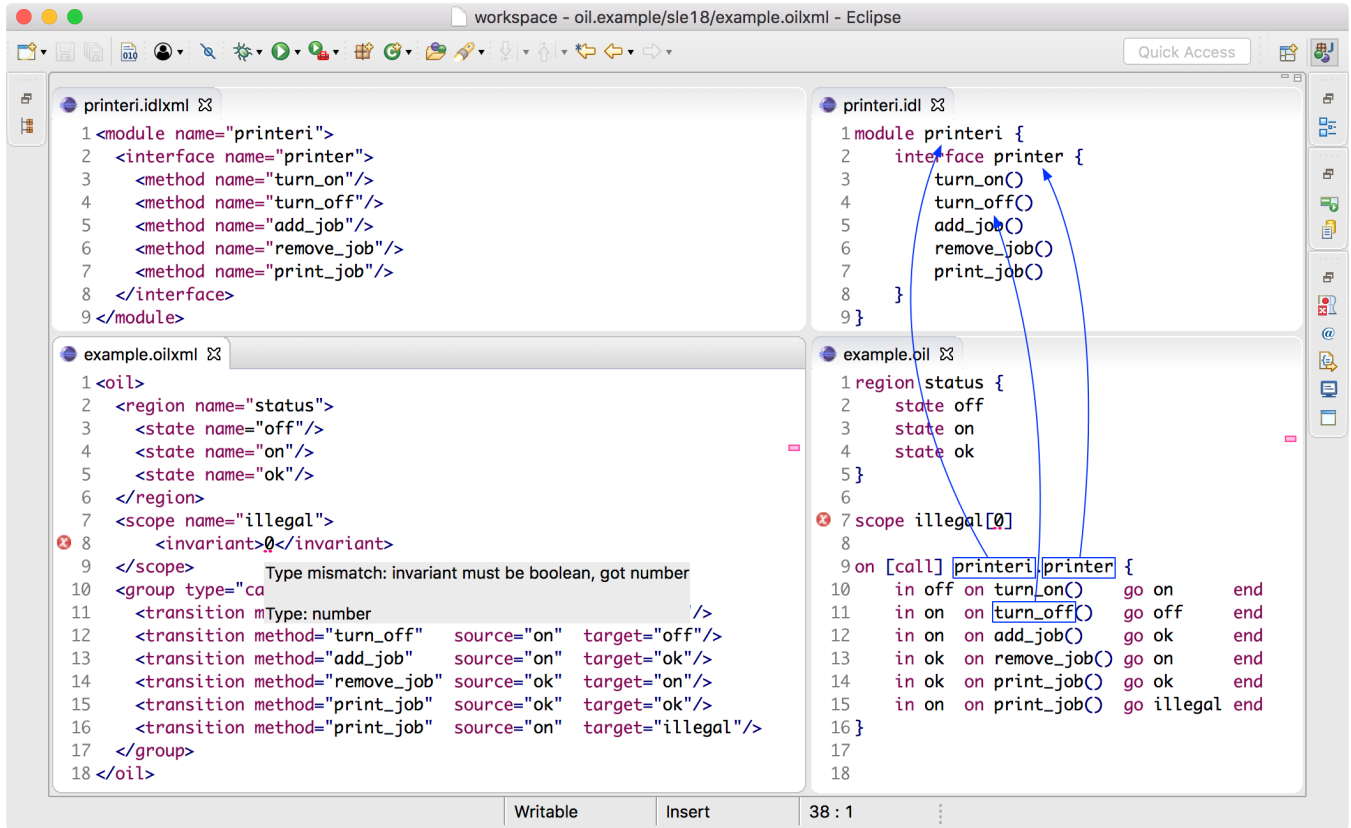 workspace - oil.example/sle18/example.oilxml - Eclipse
010
Quick Access
J
printeri.idlxml
1 <module name="printeri">
2   <interface name="printer">
3     <method name="turn_on"/>
4     <method name="turn_off"/>
5     <method name="add_job"/>
6     <method name="remove_job"/>
7     <method name="print_job"/>
8   </interface>
9 </module>
printeri.idl
1 module printeri {
2     interface printer {
3         turn_on()
4         turn_off()
5         add_job()
6         remove_job()
7         print_job()
8     }
9 }
@
example.oilxml
1 <oil>
2   <region name="status">
3     <state name="off"/>
4     <state name="on"/>
5     <state name="ok"/>
6   </region>
7   <scope name="illegal">
8       <invariant>0</invariant>
9   </scope>
Type mismatch: invariant must be boolean, got number
10   <group type="ca
Type: number
11     <transition m />
12     <transition method="turn_off"   source="on"  target="off"/>
13     <transition method="add_job"    source="on"  target="ok"/>
14     <transition method="remove_job" source="ok"  target="on"/>
15     <transition method="print_job"  source="ok"  target="ok"/>
16     <transition method="print_job"  source="on"  target="illegal"/>
17   </group>
18 </oil>
example.oil
1 region status {
2     state off
3     state on
4     state ok
5 }
6
7 scope illegal[0]
8
9 on [call] printeri.printer {
10     in off on turn_on()    go on      end
11     in on  on turn_off()   go off     end
12     in on  on add_job()    go ok      end
13     in ok  on remove_job() go on      end
14     in ok  on print_job()  go ok      end
15     in on  on print_job()  go illegal end
16 }
17
18
Writable
Insert
38 : 1